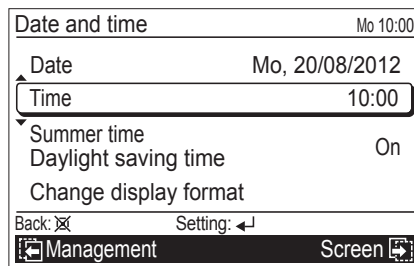 Date and time Mo 10:00
Date Mo, 20/08/2012
Time 10:00
Summer time
Daylight saving time On
Change display format
Back: Setting:
Management Screen